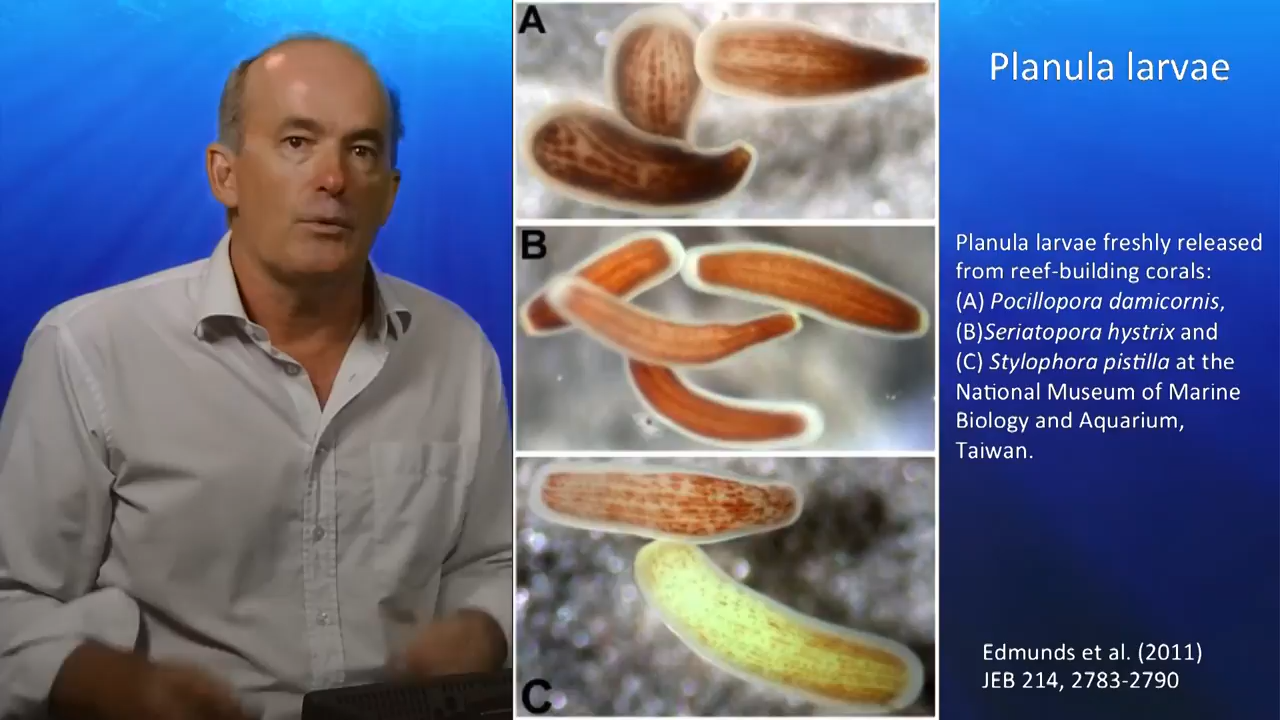 A
B
C
Planula larvae
Planula larvae freshly released
from reef-building corals:
(A) Pocillopora damicornis,
(B)Seriatopora hystrix and
(C) Stylophora pistilla at the
National Museum of Marine
Biology and Aquarium,
Taiwan.
Edmunds et al. (2011)
JEB 214, 2783-2790